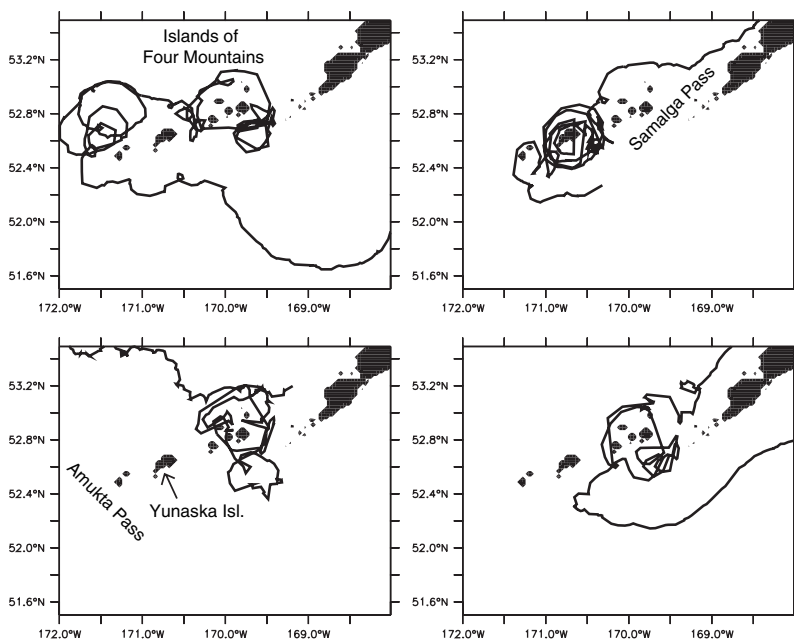 Islands of
Four Mountains
53.2°N
52.8°N
52.4°N
52.0°N
51.6°N
172.0°W
171.0°W
170.0°W
169.0°W
Samalga Pass
53.2°N
52.8°N
52.4°N
52.0°N
51.6°N
172.0°W
171.0°W
170.0°W
169.0°W
53.2°N
52.8°N
52.4°N
52.0°N
51.6°N
Amukta Pass
Yunaska Isl.
172.0°W
171.0°W
170.0°W
169.0°W
53.2°N
52.8°N
52.4°N
52.0°N
51.6°N
172.0°W
171.0°W
170.0°W
169.0°W